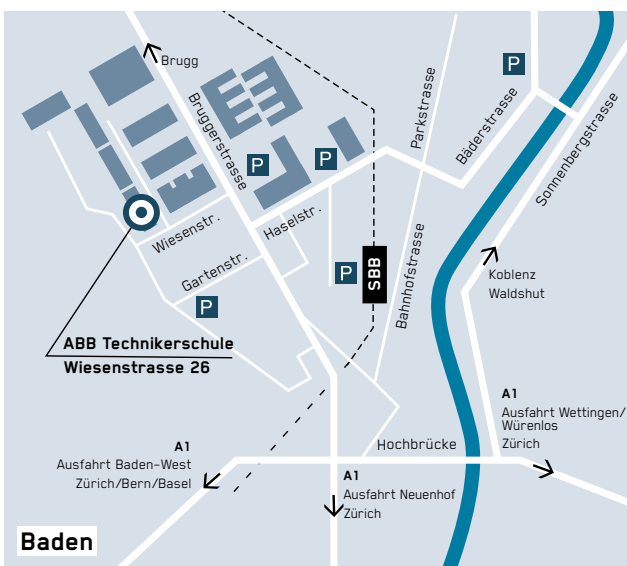 Brugg
Bruggerstrasse
P
P
P
Parkstrasse
Bäderstrasse
Sonnenbergstrasse
Wiesenstr.
Haselstr.
Gartenstr.
P
P
SBB
Bahnhofstrasse
Koblenz
Waldshut
ABB Technikerschule
Wiesenstrasse 26
A1
Ausfahrt Wettingen/
Würenlos
Zürich
Hochbrücke
A1
Ausfahrt Baden-West
Zürich/Bern/Basel
A1
Ausfahrt Neuenhof
Zürich
Baden